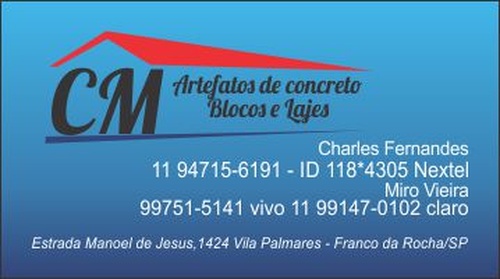 CM
Artefatos de concreto
Blocos e Lajes
Charles Fernandes
11 94715-6191 - ID 118*4305 Nextel
Miro Vieira
99751-5141 vivo 11 99147-0102 claro
Estrada Manoel de Jesus,1424 Vila Palmares - Franco da Rocha/SP